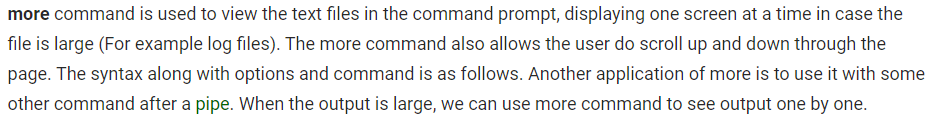 more command is used to view the text files in the command prompt, displaying one screen at a time in case the
file is large (For example log files). The more command also allows the user do scroll up and down through the
page. The syntax along with options and command is as follows. Another application of more is to use it with some
other command after a pipe. When the output is large, we can use more command to see output one by one.